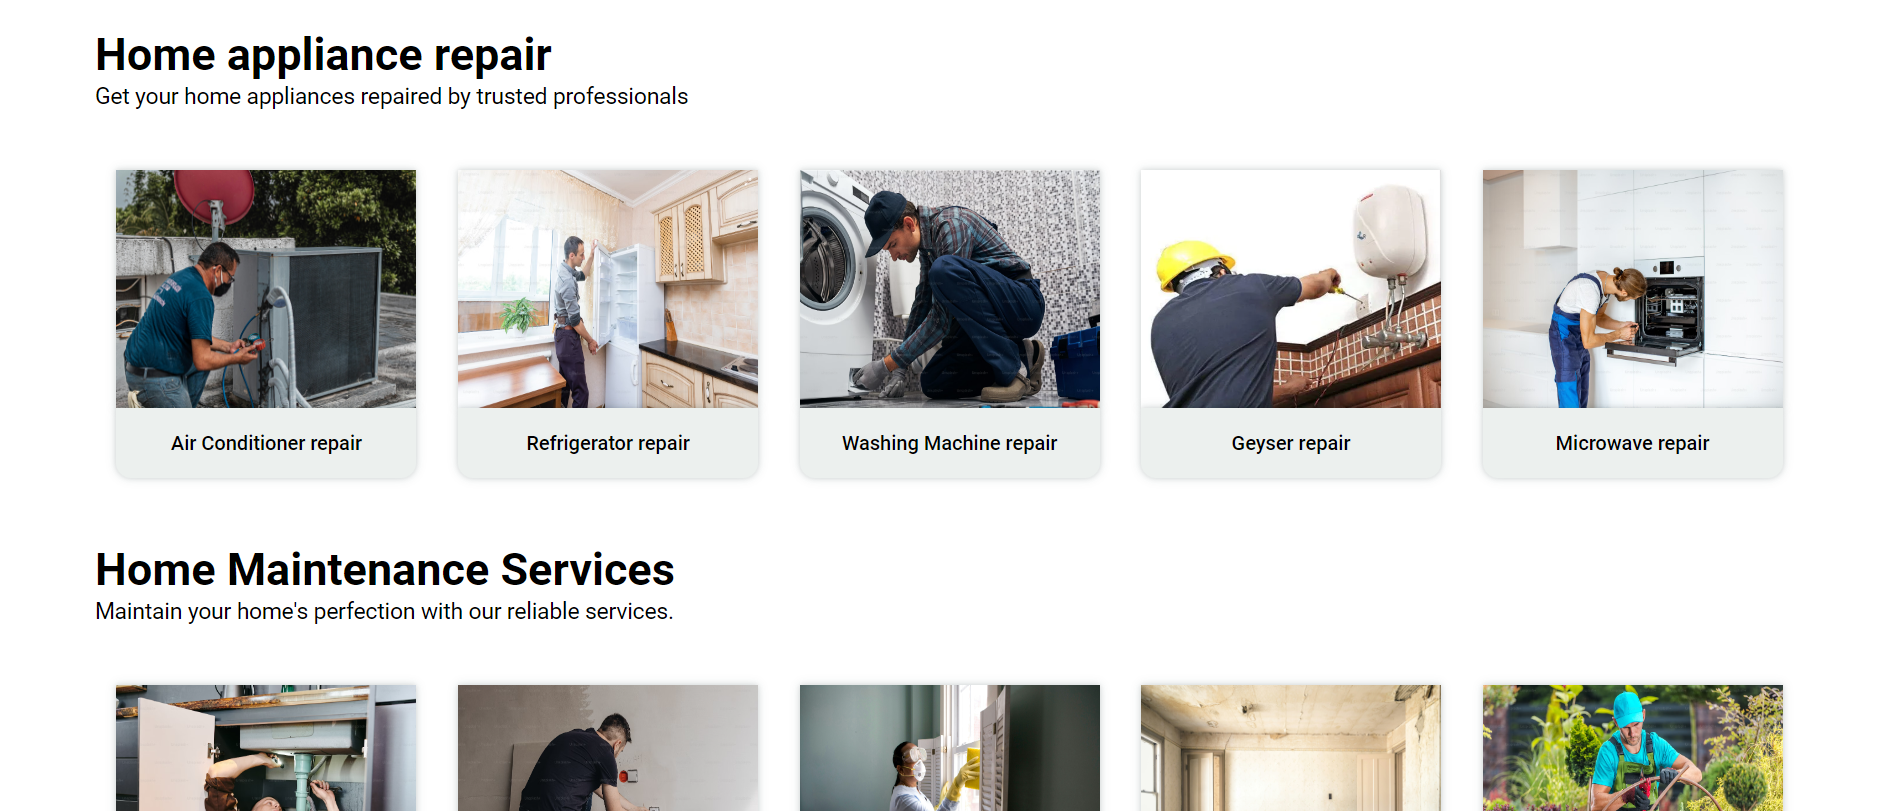 Home appliance repair
Get your home appliances repaired by trusted professionals
Air Conditioner repair
Refrigerator repair
Washing Machine repair
Geyser repair
Microwave repair
Home Maintenance Services
Maintain your home's perfection with our reliable services.